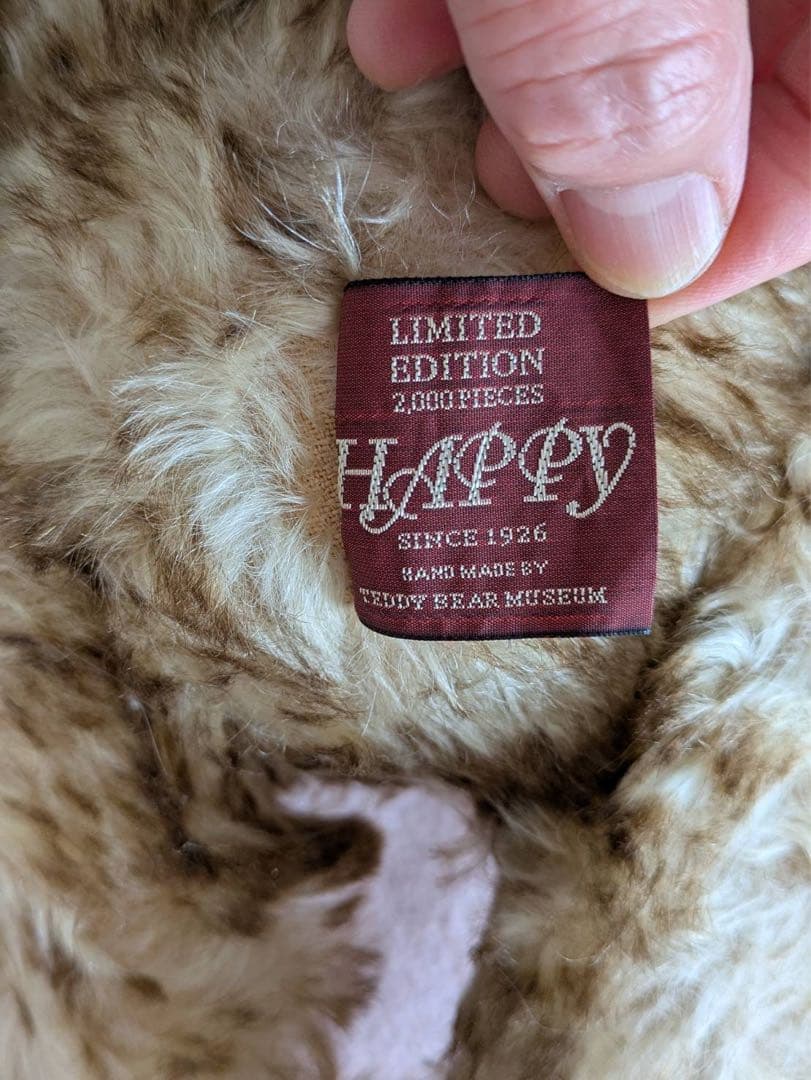 LIMITED
EDITION
2,000 PIECES
HAPPY
SINCE 1926
HAND MADE BY
TEDDY BEAR MUSEUM